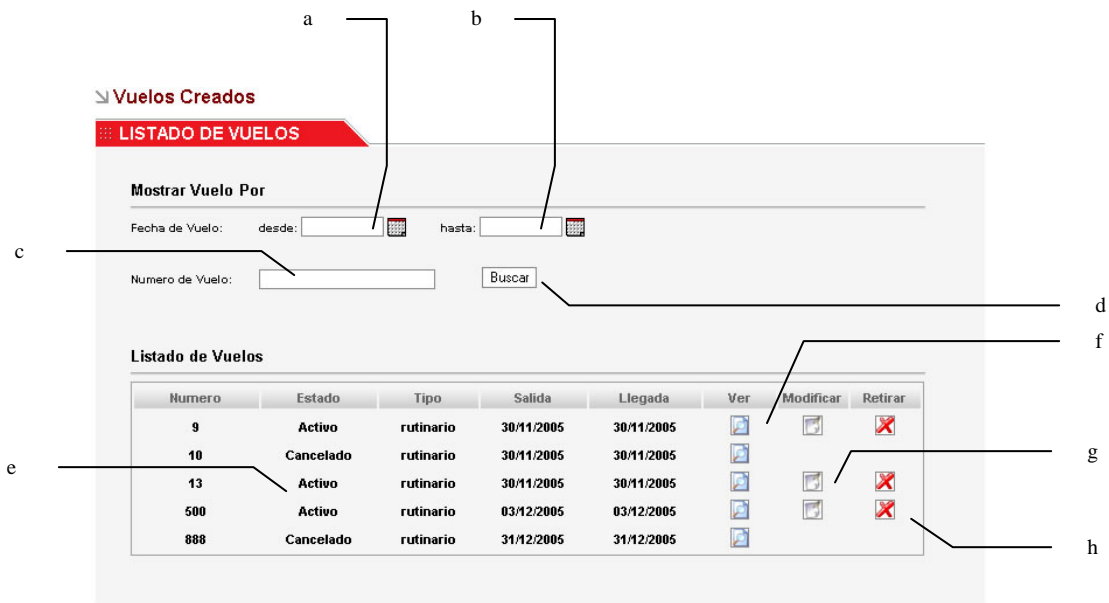 a b
Vuelos Creados
LISTADO DE VUELOS
Mostrar Vuelo Por
Fecha de Vuelo: desde: hasta:
c
Numero de Vuelo: Buscar
d
f
Listado de Vuelos
Numero Estado Tipo Salida Llegada Ver Modificar Retirar
9 Activo rutinario 30/11/2005 30/11/2005
10 Cancelado rutinario 30/11/2005 30/11/2005
g
e
13 Activo rutinario 30/11/2005 30/11/2005
500 Activo rutinario 03/12/2005 03/12/2005
888 Cancelado rutinario 31/12/2005 31/12/2005
h